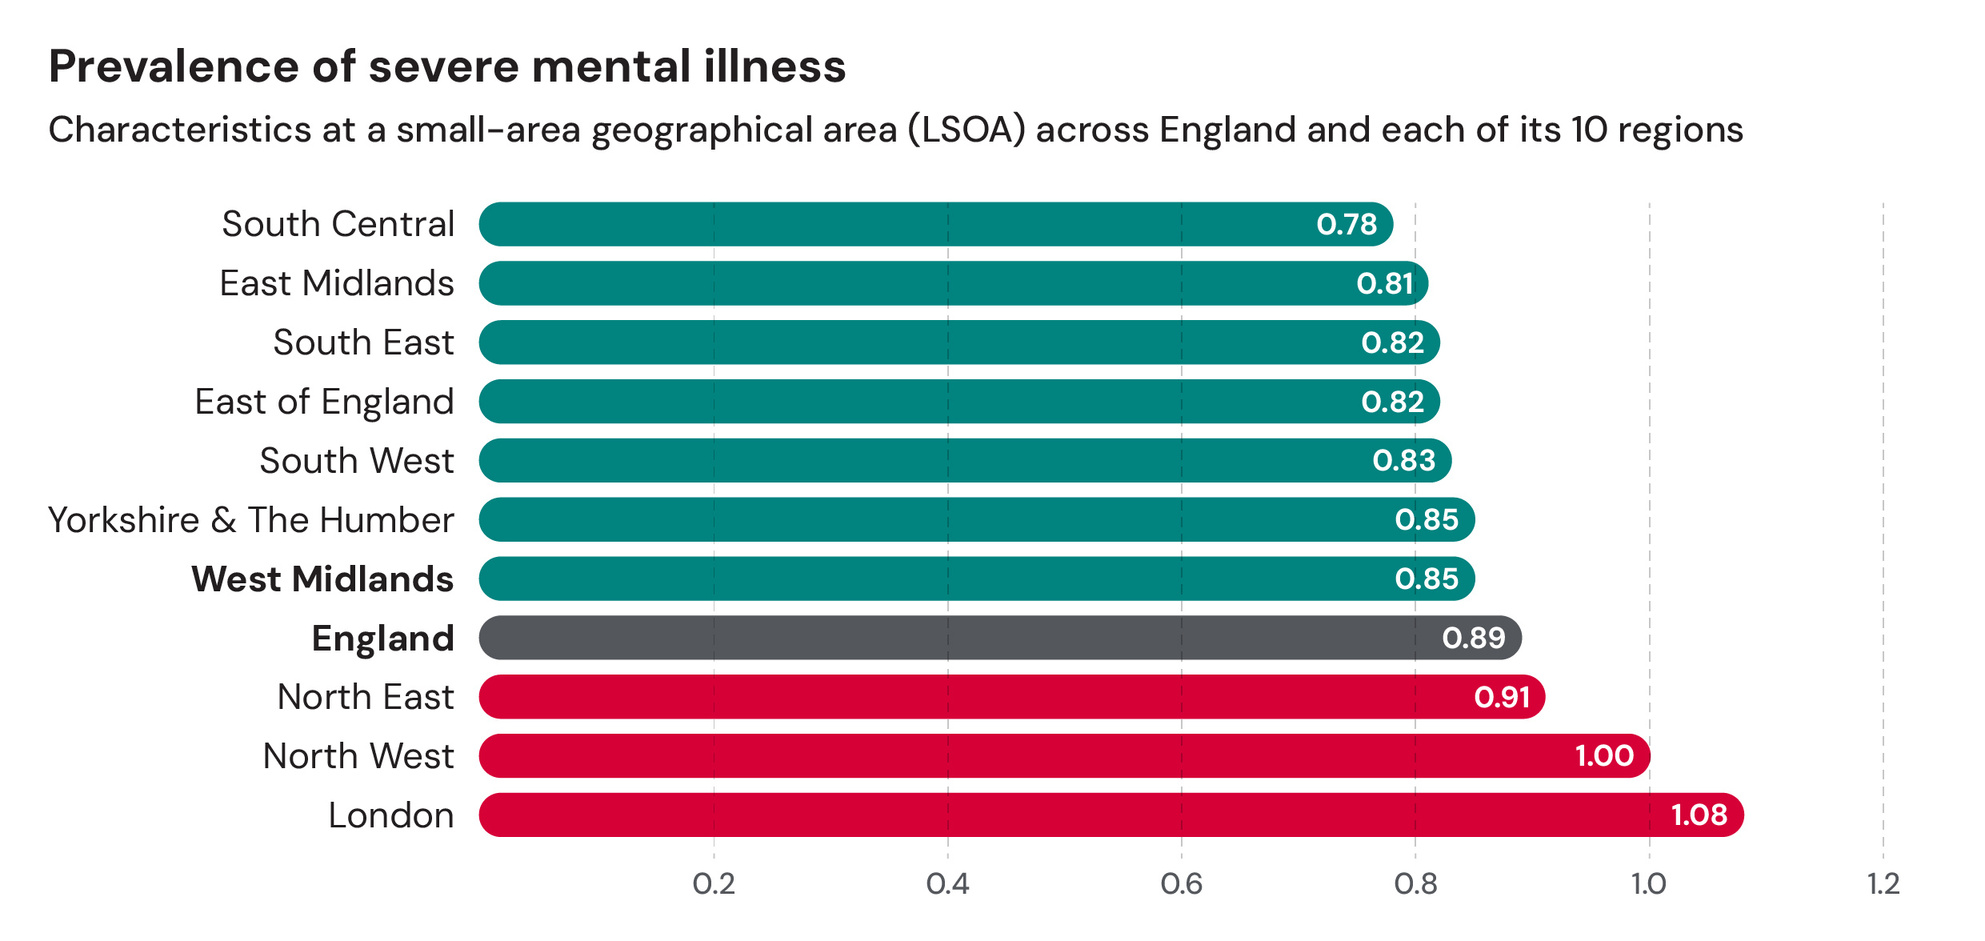 Prevalence of severe mental illness
Characteristics at a small-area geographical area (LSOA) across England and each of its 10 regions
South Central 0.78
East Midlands 0.81
South East 0.82
East of England 0.82
South West 0.83
Yorkshire & The Humber 0.85
West Midlands 0.85
England 0.89
North East 0.91
North West 1.00
London 1.08
0.2 0.4 0.6 0.8 1.0 1.2